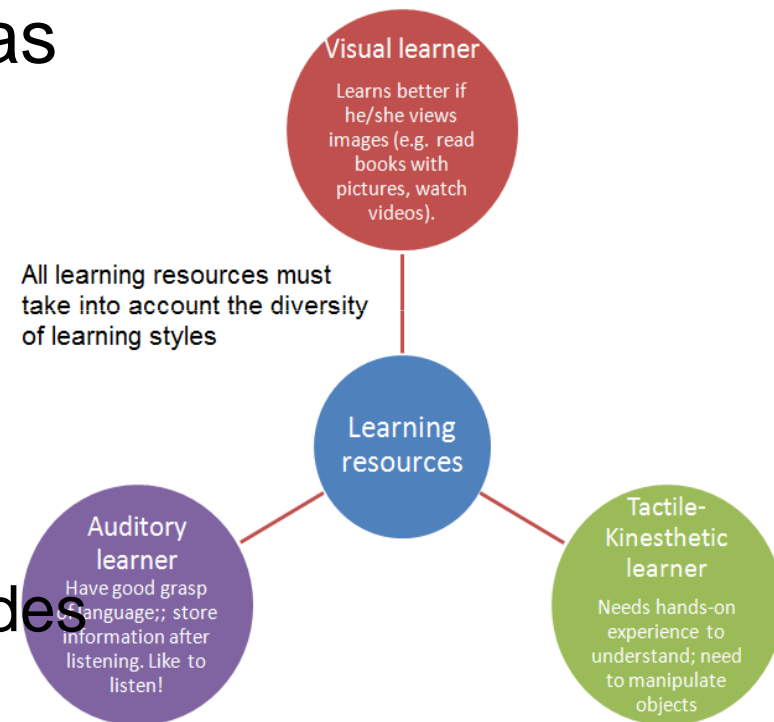 as
Visual learner
Learns better if
he/she views
images (e.g. read
books with
pictures, watch
videos).
All learning resources must
take into account the diversity
of learning styles
Learning
resources
Auditory
learner
Have good grasp
of language;; store
information after
listening. Like to
listen!
des
Tactile-
Kinesthetic
learner
Needs hands-on
experience to
understand; need
to manipulate
objects